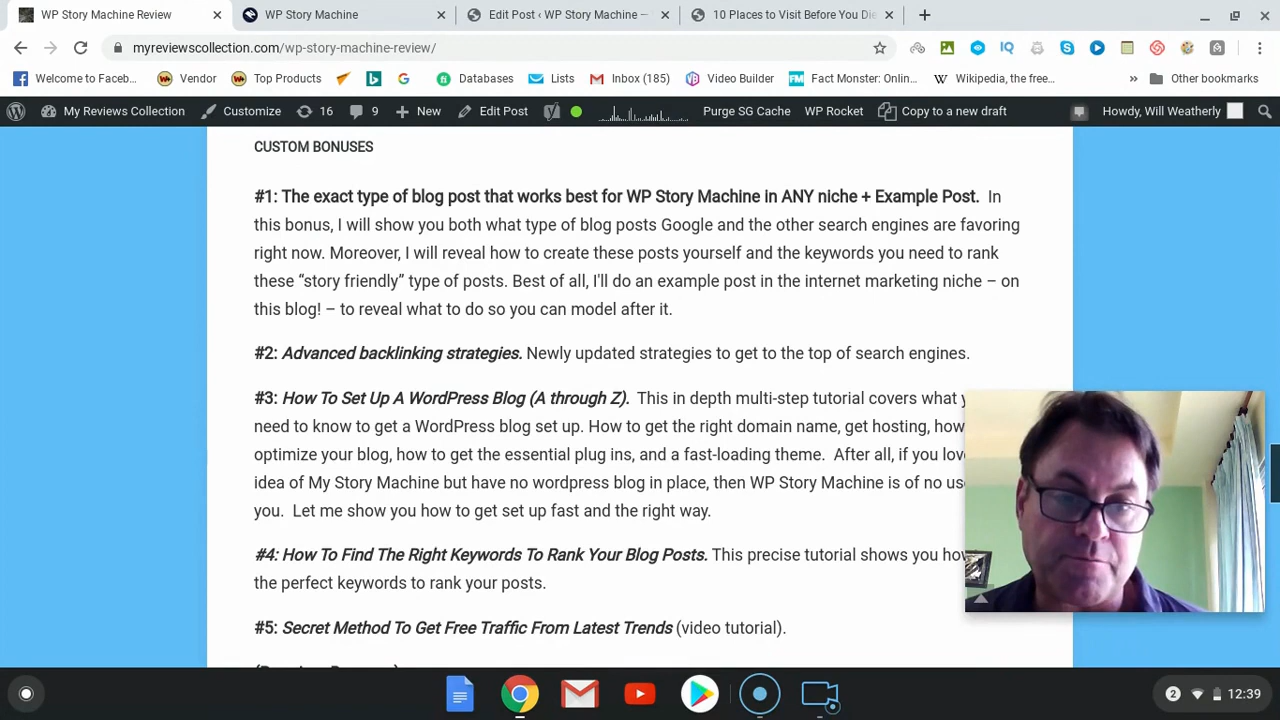 WP Story Machine Review
WP Story Machine
Edit Post ‹ WP Story Machine —
10 Places to Visit Before You Die
myreviewscollection.com/wp-story-machine-review/
Welcome to Faceb...
Vendor
Top Products
Databases
Lists
Inbox (185)
Video Builder
Fact Monster: Onlin...
Wikipedia, the free...
Other bookmarks
My Reviews Collection
Customize
16
9
New
Edit Post
Purge SG Cache
WP Rocket
Copy to a new draft
Howdy, Will Weatherly
CUSTOM BONUSES
#1: The exact type of blog post that works best for WP Story Machine in ANY niche + Example Post. In
this bonus, I will show you both what type of blog posts Google and the other search engines are favoring
right now. Moreover, I will reveal how to create these posts yourself and the keywords you need to rank
these “story friendly” type of posts. Best of all, I'll do an example post in the internet marketing niche – on
this blog! – to reveal what to do so you can model after it.
#2: Advanced backlinking strategies. Newly updated strategies to get to the top of search engines.
#3: How To Set Up A WordPress Blog (A through Z). This in depth multi-step tutorial covers what
need to know to get a WordPress blog set up. How to get the right domain name, get hosting, how
optimize your blog, how to get the essential plug ins, and a fast-loading theme. After all, if you
idea of My Story Machine but have no wordpress blog in place, then WP Story Machine is of no
you. Let me show you how to get set up fast and the right way.
#4: How To Find The Right Keywords To Rank Your Blog Posts. This precise tutorial shows you
the perfect keywords to rank your posts.
#5: Secret Method To Get Free Traffic From Latest Trends (video tutorial).
2
12:39